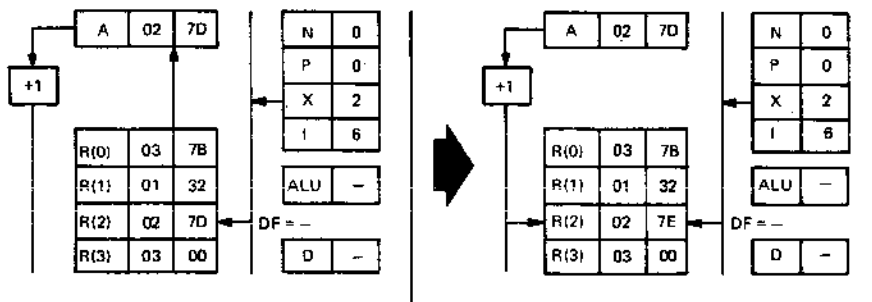 A 02 7D
N 0
+1
P 0
X 2
I 6
R(0) 03 7B
R(1) 01 32
ALU –
R(2) 02 7D
DF = –
R(3) 03 00
D –
A 02 7D
N 0
+1
P 0
X 2
I 6
R(0) 03 7B
R(1) 01 32
ALU –
R(2) 02 7E
DF = –
R(3) 03 00
D –